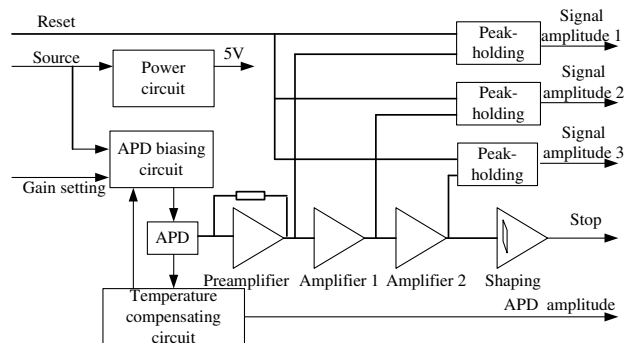 Reset
Source
Power
circuit
5V
APD biasing
circuit
Gain setting
APD
Temperature
compensating
circuit
Preamplifier
Amplifier 1
Amplifier 2
Shaping
Peak-
holding
Signal
amplitude 1
Peak-
holding
Signal
amplitude 2
Peak-
holding
Signal
amplitude 3
Stop
APD amplitude